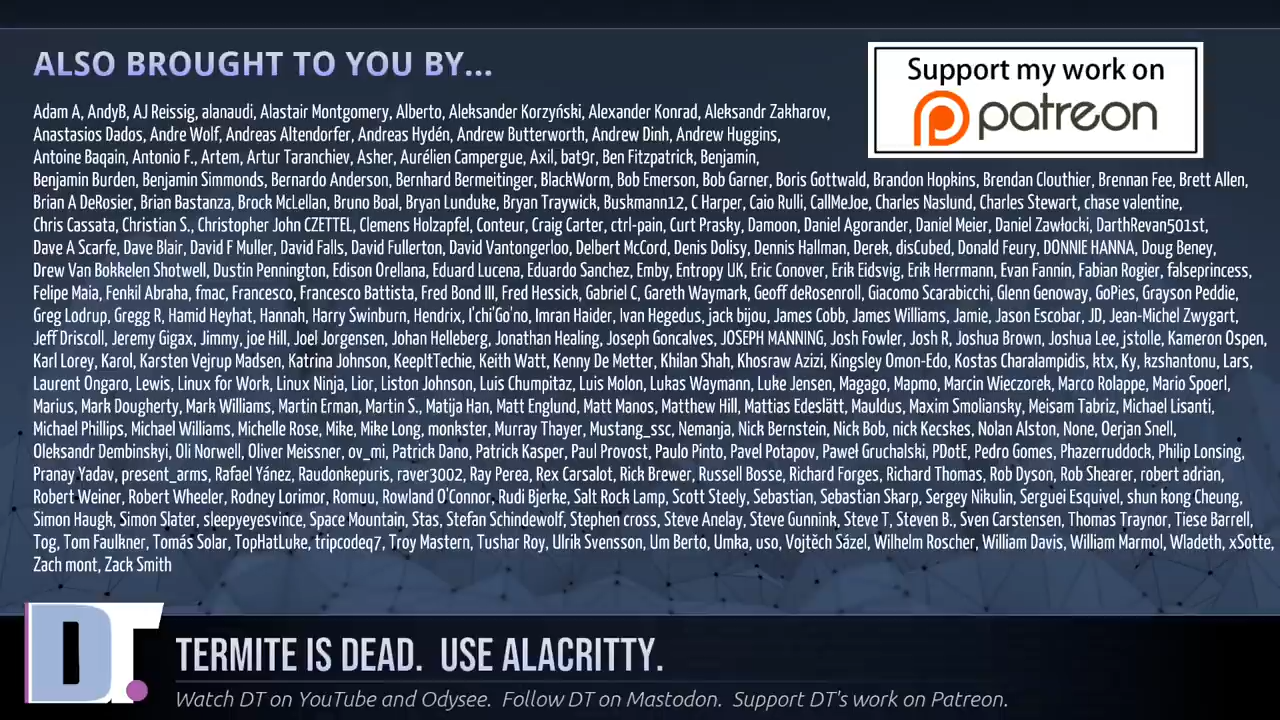 ALSO BROUGHT TO YOU BY...
Support my work on
patreon
Adam A, AndyB, AJ Reissig, alanaudi, Alastair Montgomery, Alberto, Aleksander Korzyński, Alexander Konrad, Aleksandr Zakharov,
Anastasios Dados, Andre Wolf, Andreas Altendorfer, Andreas Hydén, Andrew Butterworth, Andrew Dinh, Andrew Huggins,
Antoine Baqain, Antonio F., Artem, Artur Taranchiev, Asher, Aurélien Campergue, Axil, bat9r, Ben Fitzpatrick, Benjamin,
Benjamin Burden, Benjamin Simmonds, Bernardo Anderson, Bernhard Bermeitinger, BlackWorm, Bob Emerson, Bob Garner, Boris Gottwald, Brandon Hopkins, Brendan Clouthier, Brennan Fee, Brett Allen,
Brian A DeRosier, Brian Bastanza, Brock McLellan, Bruno Boal, Bryan Lunduke, Bryan Traywick, Buskmann12, C Harper, Caio Rulli, CallMeJoe, Charles Naslund, Charles Stewart, chase valentine,
Chris Cassata, Christian S., Christopher John CZETTEL, Clemens Holzapfel, Conteur, Craig Carter, ctrl-pain, Curt Prasky, Damoon, Daniel Agorander, Daniel Meier, Daniel Zawłocki, DarthRevan501st,
Dave A Scarfe, Dave Blair, David F Muller, David Falls, David Fullerton, David Vantongerloo, Delbert McCord, Denis Dolisy, Dennis Hallman, Derek, disCubed, Donald Feury, DONNIE HANNA, Doug Beney,
Drew Van Bokkelen Shotwell, Dustin Pennington, Edison Orellana, Eduard Lucena, Eduardo Sanchez, Emby, Entropy UK, Eric Conover, Erik Eidsvig, Erik Herrmann, Evan Fannin, Fabian Rogier, falseprincess,
Felipe Maia, Fenkil Abraha, fmac, Francesco, Francesco Battista, Fred Bond III, Fred Hessick, Gabriel C, Gareth Waymark, Geoff deRosenroll, Giacomo Scarabicchi, Glenn Genoway, GoPies, Grayson Peddie,
Greg Lodrup, Gregg R, Hamid Heyhat, Hannah, Harry Swinburn, Hendrix, I'chi'Go'no, Imran Haider, Ivan Hegedus, jack bijou, James Cobb, James Williams, Jamie, Jason Escobar, JD, Jean-Michel Zwygart,
Jeff Driscoll, Jeremy Gigax, Jimmy, joe Hill, Joel Jorgensen, Johan Helleberg, Jonathan Healing, Joseph Goncalves, JOSEPH MANNING, Josh Fowler, Josh R, Joshua Brown, Joshua Lee, jstolle, Kameron Ospen,
Karl Lorey, Karol, Karsten Vejrup Madsen, Katrina Johnson, KeepItTechie, Keith Watt, Kenny De Metter, Khilan Shah, Khosraw Azizi, Kingsley Omon-Edo, Kostas Charalampidis, ktx, Ky, kzshantonu, Lars,
Laurent Ongaro, Lewis, Linux for Work, Linux Ninja, Lior, Liston Johnson, Luis Chumpitaz, Luis Molon, Lukas Waymann, Luke Jensen, Magago, Mapmo, Marcin Wieczorek, Marco Rolappe, Mario Spoerl,
Marius, Mark Dougherty, Mark Williams, Martin Erman, Martin S., Matija Han, Matt Englund, Matt Manos, Matthew Hill, Mattias Edeslätt, Mauldus, Maxim Smoliansky, Meisam Tabriz, Michael Lisanti,
Michael Phillips, Michael Williams, Michelle Rose, Mike, Mike Long, monkster, Murray Thayer, Mustang_ssc, Nemanja, Nick Bernstein, Nick Bob, nick Kecskes, Nolan Alston, None, Oerjan Snell,
Oleksandr Dembinskyi, Oli Norwell, Oliver Meissner, ov_mi, Patrick Dano, Patrick Kasper, Paul Provost, Paulo Pinto, Pavel Potapov, Paweł Gruchalski, PDotE, Pedro Gomes, Phazerruddock, Philip Lonsing,
Pranay Yadav, present_arms, Rafael Yánez, Raudonkepuris, raver3002, Ray Perea, Rex Carsalot, Rick Brewer, Russell Bosse, Richard Forges, Richard Thomas, Rob Dyson, Rob Shearer, robert adrian,
Robert Weiner, Robert Wheeler, Rodney Lorimor, Romuu, Rowland O'Connor, Rudi Bjerke, Salt Rock Lamp, Scott Steely, Sebastian, Sebastian Skarp, Sergey Nikulin, Serguei Esquivel, shun kong Cheung,
Simon Haugk, Simon Slater, sleepyeyesvince, Space Mountain, Stas, Stefan Schindewolf, Stephen cross, Steve Anelay, Steve Gunnink, Steve T, Steven B., Sven Carstensen, Thomas Traynor, Tiese Barrell,
Tog, Tom Faulkner, Tomás Solar, TopHatLuke, tripcodeq7, Troy Mastern, Tushar Roy, Ulrik Svensson, Um Berto, Umka, uso, Vojtěch Sázel, Wilhelm Roscher, William Davis, William Marmol, Wladeth, xSotte,
Zach mont, Zack Smith
DT.
TERMITE IS DEAD. USE ALACRITTY.
Watch DT on YouTube and Odysee. Follow DT on Mastodon. Support DT's work on Patreon.